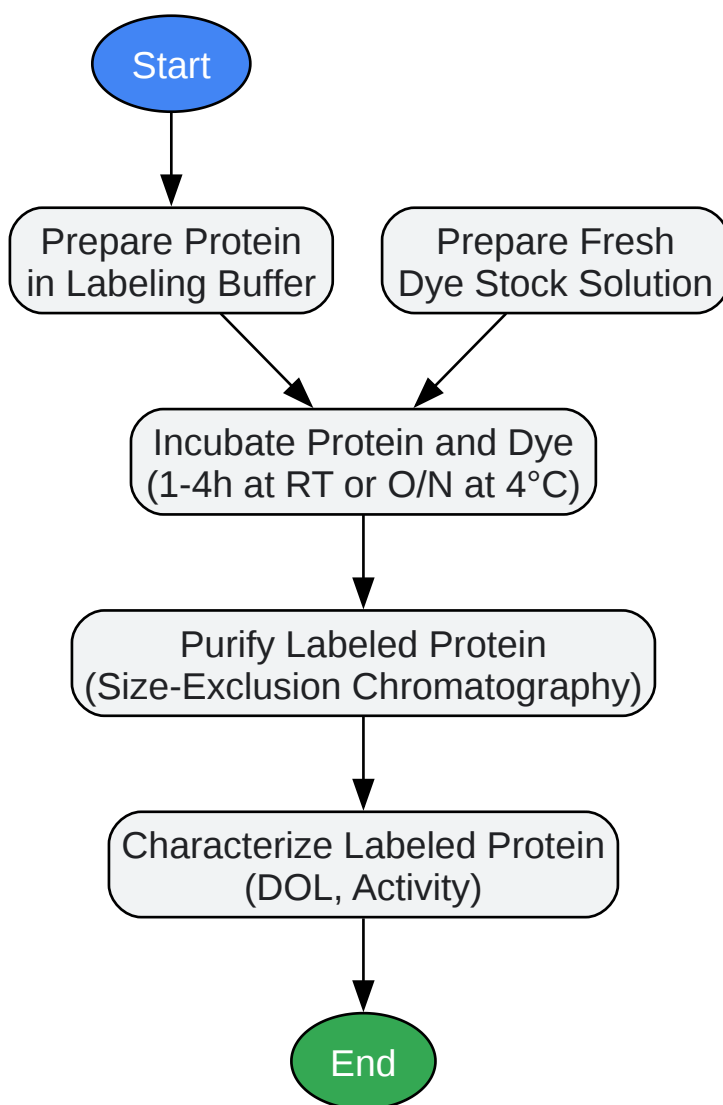 Start
Prepare Protein
in Labeling Buffer
Prepare Fresh
Dye Stock Solution
Incubate Protein and Dye
(1-4h at RT or O/N at 4°C)
Purify Labeled Protein
(Size-Exclusion Chromatography)
Characterize Labeled Protein
(DOL, Activity)
End